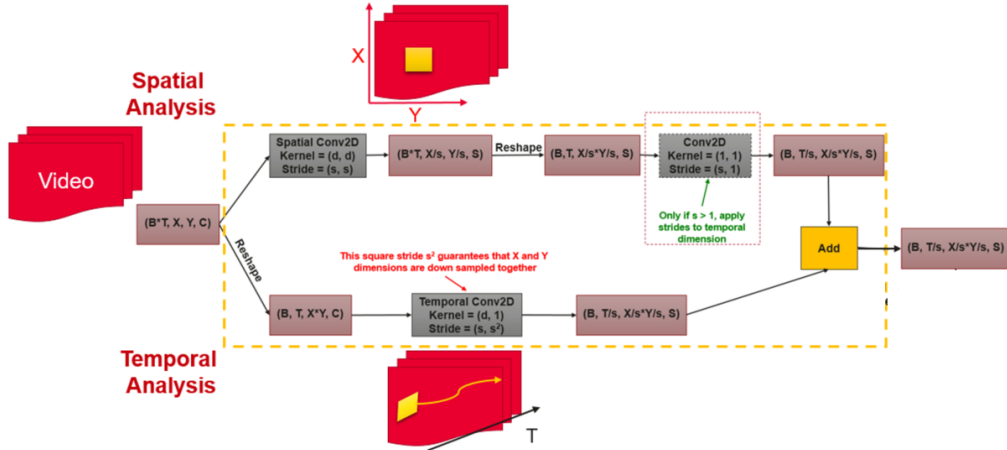 X
Y
Spatial
Analysis
Video
(B*T, X, Y, C)
Spatial Conv2D
Kernel = (d, d)
Stride = (s, s)
(B*T, X/s, Y/s, S)
Reshape
(B,T, X/s*Y/s, S)
Conv2D
Kernel = (1, 1)
Stride = (s, 1)
(B, T/s, X/s*Y/s, S)
Only if s > 1, apply
strides to temporal
dimension
Add
(B, T/s, X/s*Y/s, S)
Reshape
This square stride s² guarantees that X and Y
dimensions are down sampled together
(B, T, X*Y, C)
Temporal Conv2D
Kernel = (d, 1)
Stride = (s, s²)
(B, T/s, X/s*Y/s, S)
Temporal
Analysis
T